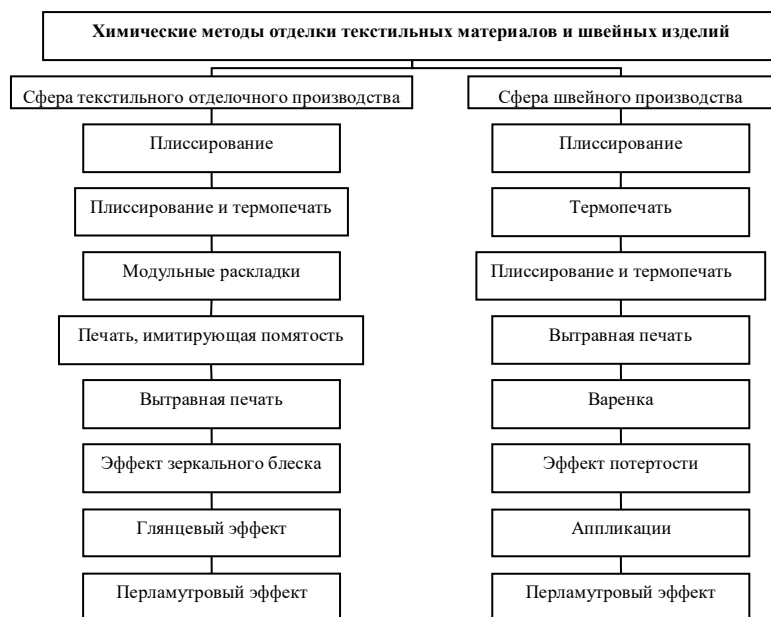 Химические методы отделки текстильных материалов и швейных изделий
Сфера текстильного отделочного производства
Сфера швейного производства
Плиссирование
Плиссирование
Плиссирование и термопечать
Термопечать
Модульные раскладки
Плиссирование и термопечать
Печать, имитирующая помятость
Вытравная печать
Вытравная печать
Варенка
Эффект зеркального блеска
Эффект потертости
Глянцевый эффект
Аппликации
Перламутровый эффект
Перламутровый эффект